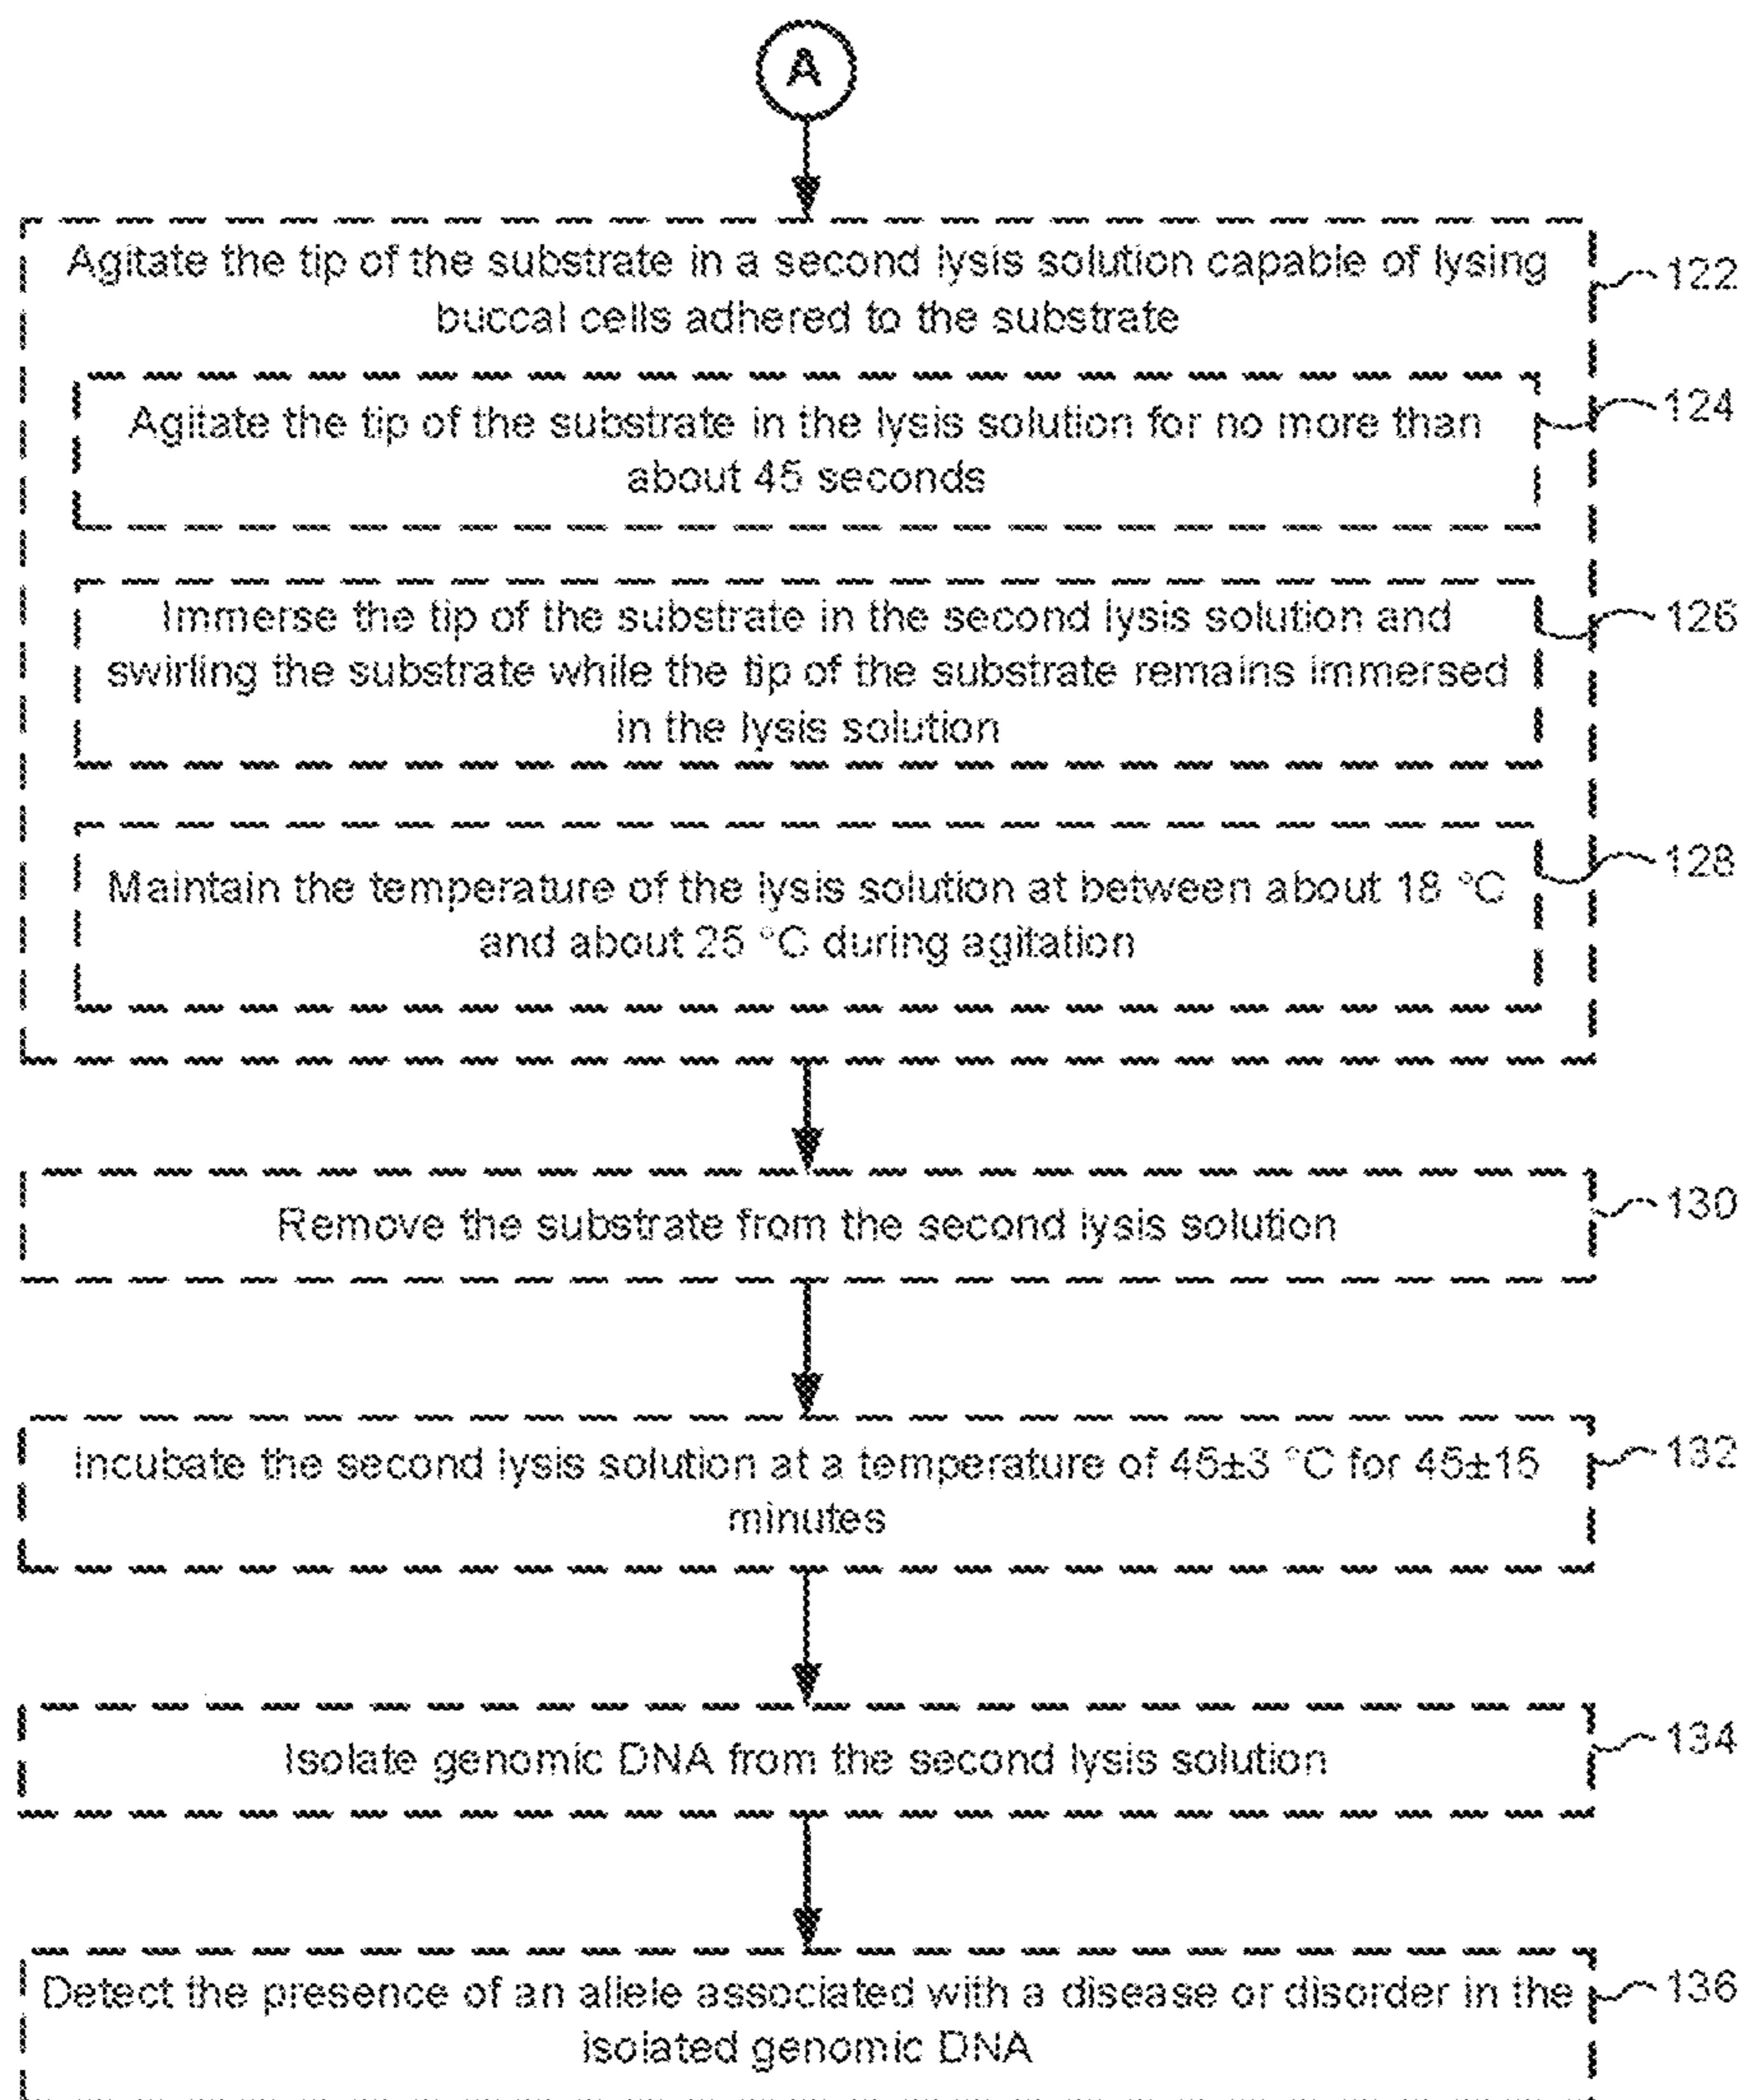 A
Agitate the tip of the substrate in a second lysis solution capable of lysing
buccal cells adhered to the substrate
122
Agitate the tip of the substrate in the lysis solution for no more than
about 45 seconds
124
Immerse the tip of the substrate in the second lysis solution and
swirling the substrate while the tip of the substrate remains immersed
in the lysis solution
126
Maintain the temperature of the lysis solution at between about 18 °C
and about 25 °C during agitation
128
Remove the substrate from the second lysis solution
130
Incubate the second lysis solution at a temperature of 45±3 °C for 45±15
minutes
132
Isolate genomic DNA from the second lysis solution
134
Detect the presence of an allele associated with a disease or disorder in the
isolated genomic DNA
136